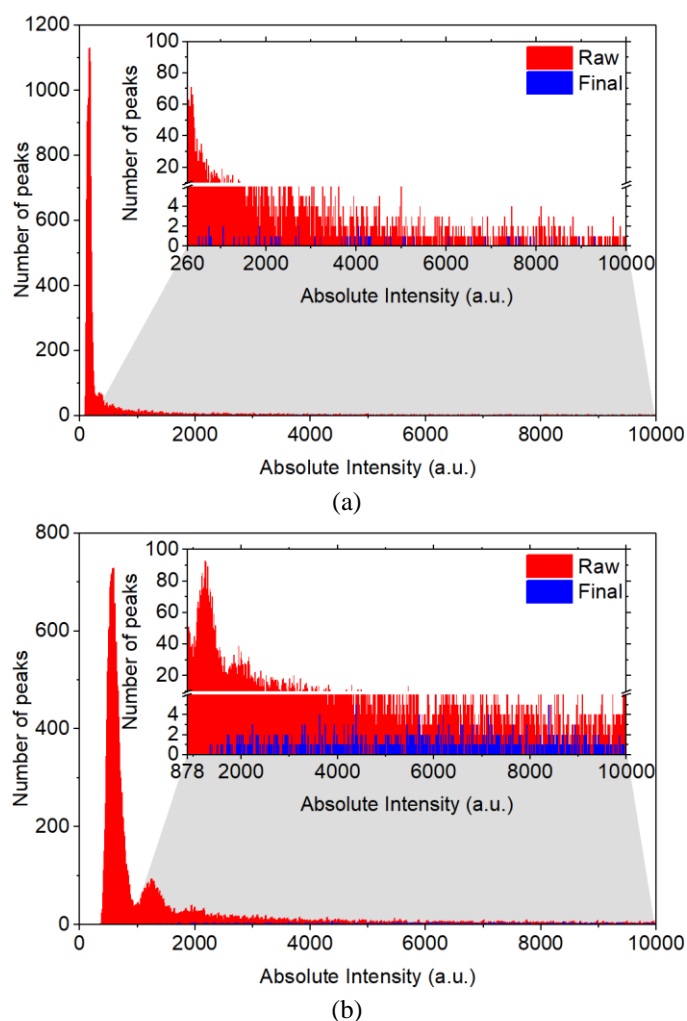 1200
1000
800
600
400
200
0
Number of peaks
0 2000 4000 6000 8000 10000
Absolute Intensity (a.u.)
100
80
60
40
20
4
2
0
Number of peaks
260 2000 4000 6000 8000 10000
Absolute Intensity (a.u.)
Raw
Final
(a)
800
600
400
200
0
Number of peaks
0 2000 4000 6000 8000 10000
Absolute Intensity (a.u.)
100
80
60
40
20
4
2
0
Number of peaks
878 2000 4000 6000 8000 10000
Absolute Intensity (a.u.)
Raw
Final
(b)